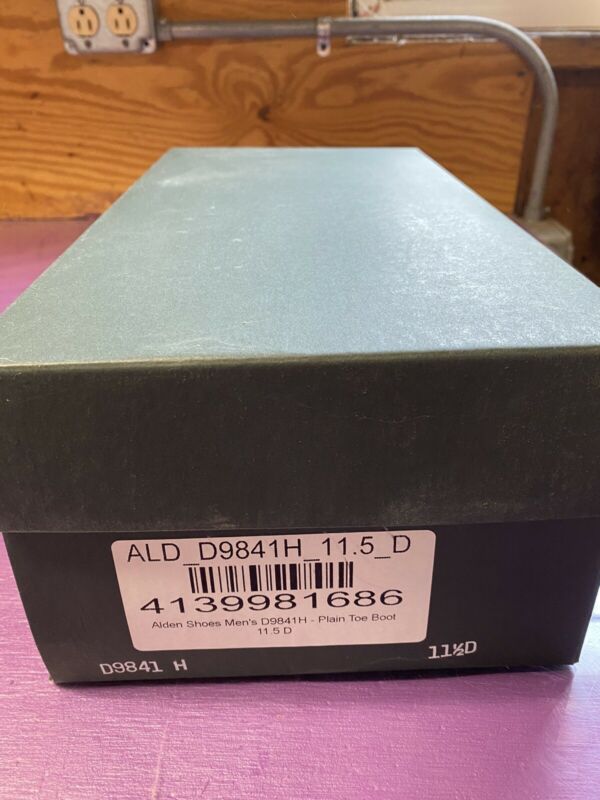 ALD_D9841H_11.5_D
4139981686
Alden Shoes Men's D9841H - Plain Toe Boot
11.5 D
D9841 H
11½D